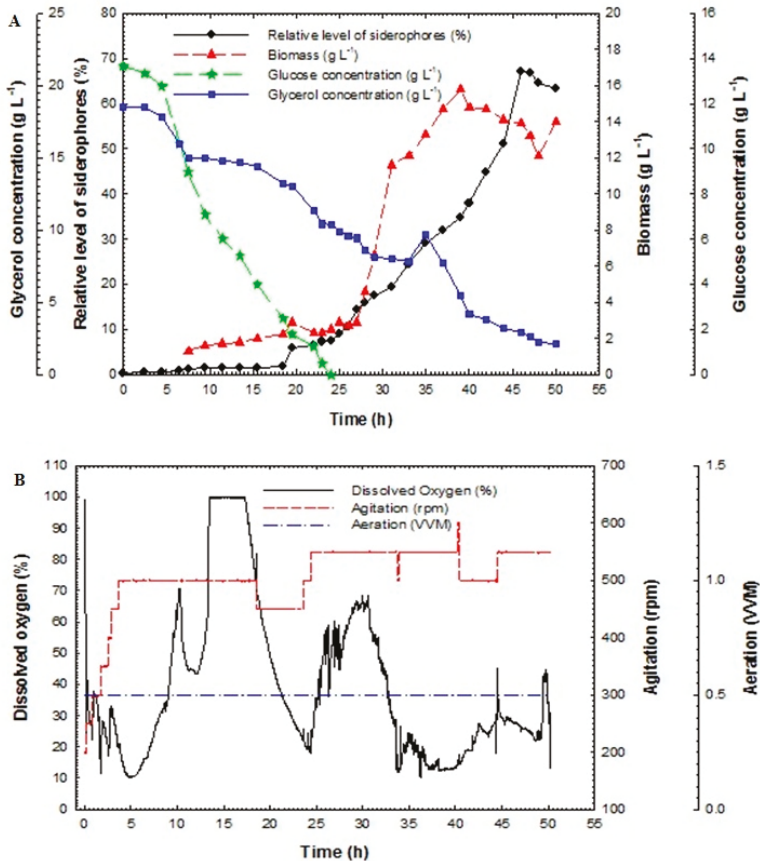 A
Relative level of siderophores (%)
Biomass (g L-1)
Glucose concentration (g L-1)
Glycerol concentration (g L-1)
Glycerol concentration (g L-1)
25
20
15
10
5
0
Relative level of siderophores (%)
80
70
60
50
40
30
20
10
0
Biomass (g L-1)
20
18
16
14
12
10
8
6
4
2
0
Glucose concentration (g L-1)
16
14
12
10
8
6
4
2
0
0 5 10 15 20 25 30 35 40 45 50 55
Time (h)
B
Dissolved Oxygen (%)
Agitation (rpm)
Aeration (VVM)
Dissolved oxygen (%)
110
100
90
80
70
60
50
40
30
20
10
0
Agitation (rpm)
700
600
500
400
300
200
100
Aeration (VVM)
1.5
1.0
0.5
0.0
0 5 10 15 20 25 30 35 40 45 50 55
Time (h)